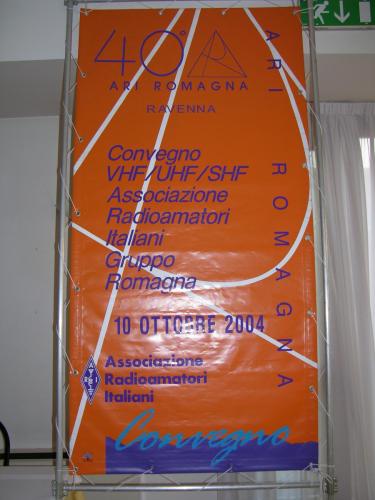 40°
ARI ROMAGNA
RAVENNA
Convegno
VHF/UHF/SHF
Associazione
Radioamatori
Italiani
Gruppo
Romagna
10 OTTOBRE 2004
ARI ROMAGNA
Associazione
Radioamatori
Italiani
Convegno